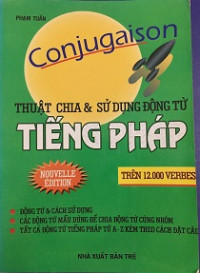 PHẠM TUẤN
Conjugaison
THUẬT CHIA & SỬ DỤNG ĐỘNG TỪ
TIẾNG PHÁP
NOUVELLE
EDITION
TRÊN 12.000 VERBES
ĐỘNG TỪ & CÁCH SỬ DỤNG
CÁC ĐỘNG TỪ MẪU DÙNG ĐỂ CHIA ĐỘNG TỪ CÙNG NHÓM
TẤT CẢ ĐỘNG TỪ TIẾNG PHÁP TỪ A - Z KÈM THEO CÁCH ĐẶT CÂU
NHÀ XUẤT BẢN TRẺ